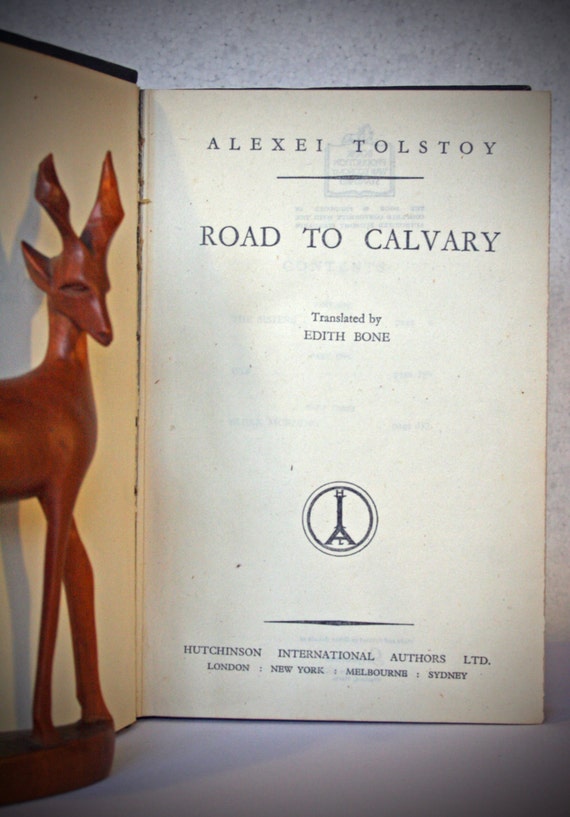 ALEXEI TOLSTOY
ROAD TO CALVARY
Translated by
EDITH BONE
H
I A
L
HUTCHINSON INTERNATIONAL AUTHORS LTD.
LONDON : NEW YORK : MELBOURNE : SYDNEY